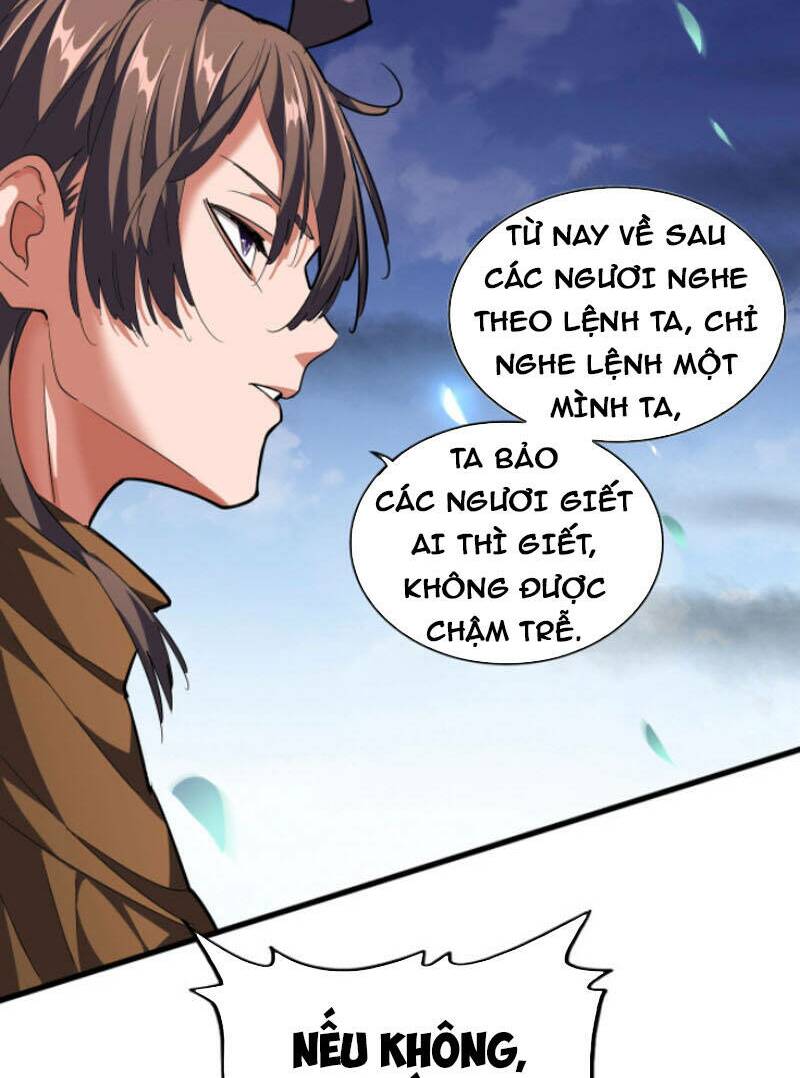 TỪ NAY VỀ SAU
CÁC NGƯƠI NGHE
THEO LỆNH TA, CHỈ
NGHE LỆNH MỘT
MÌNH TA,
TA BẢO
CÁC NGƯƠI GIẾT
AI THÌ GIẾT,
KHÔNG ĐƯỢC
CHẬM TRỄ.
NẾU KHÔNG,